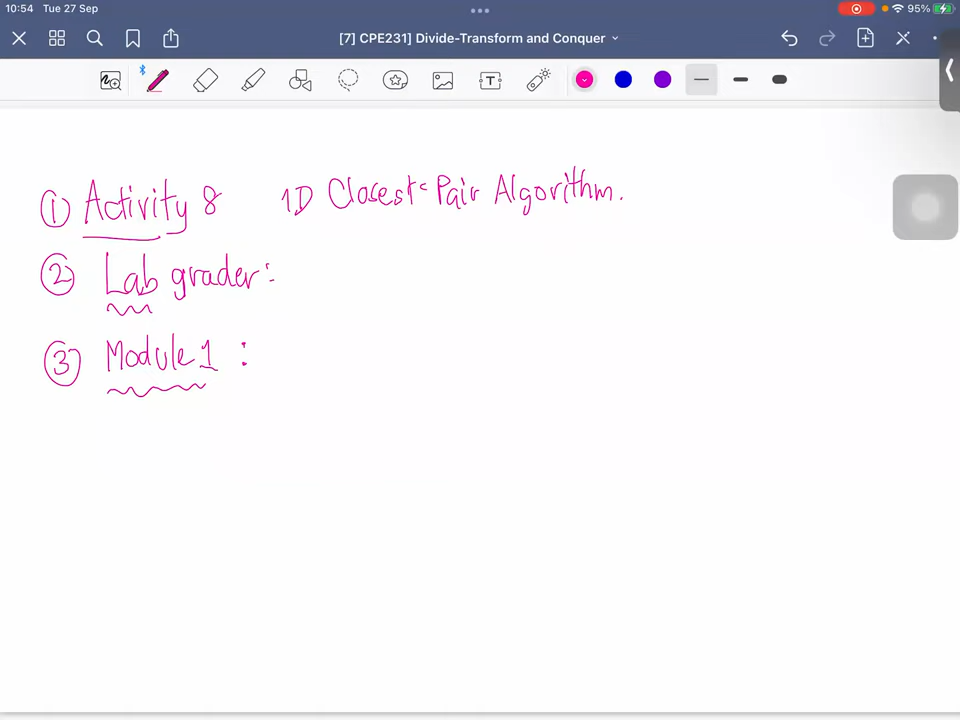 10:54 Tue 27 Sep 95%
[7] CPE231] Divide-Transform and Conquer
T
① Activity 8 1D Closest-Pair Algorithm.
② Lab grader:
③ Module 1 :